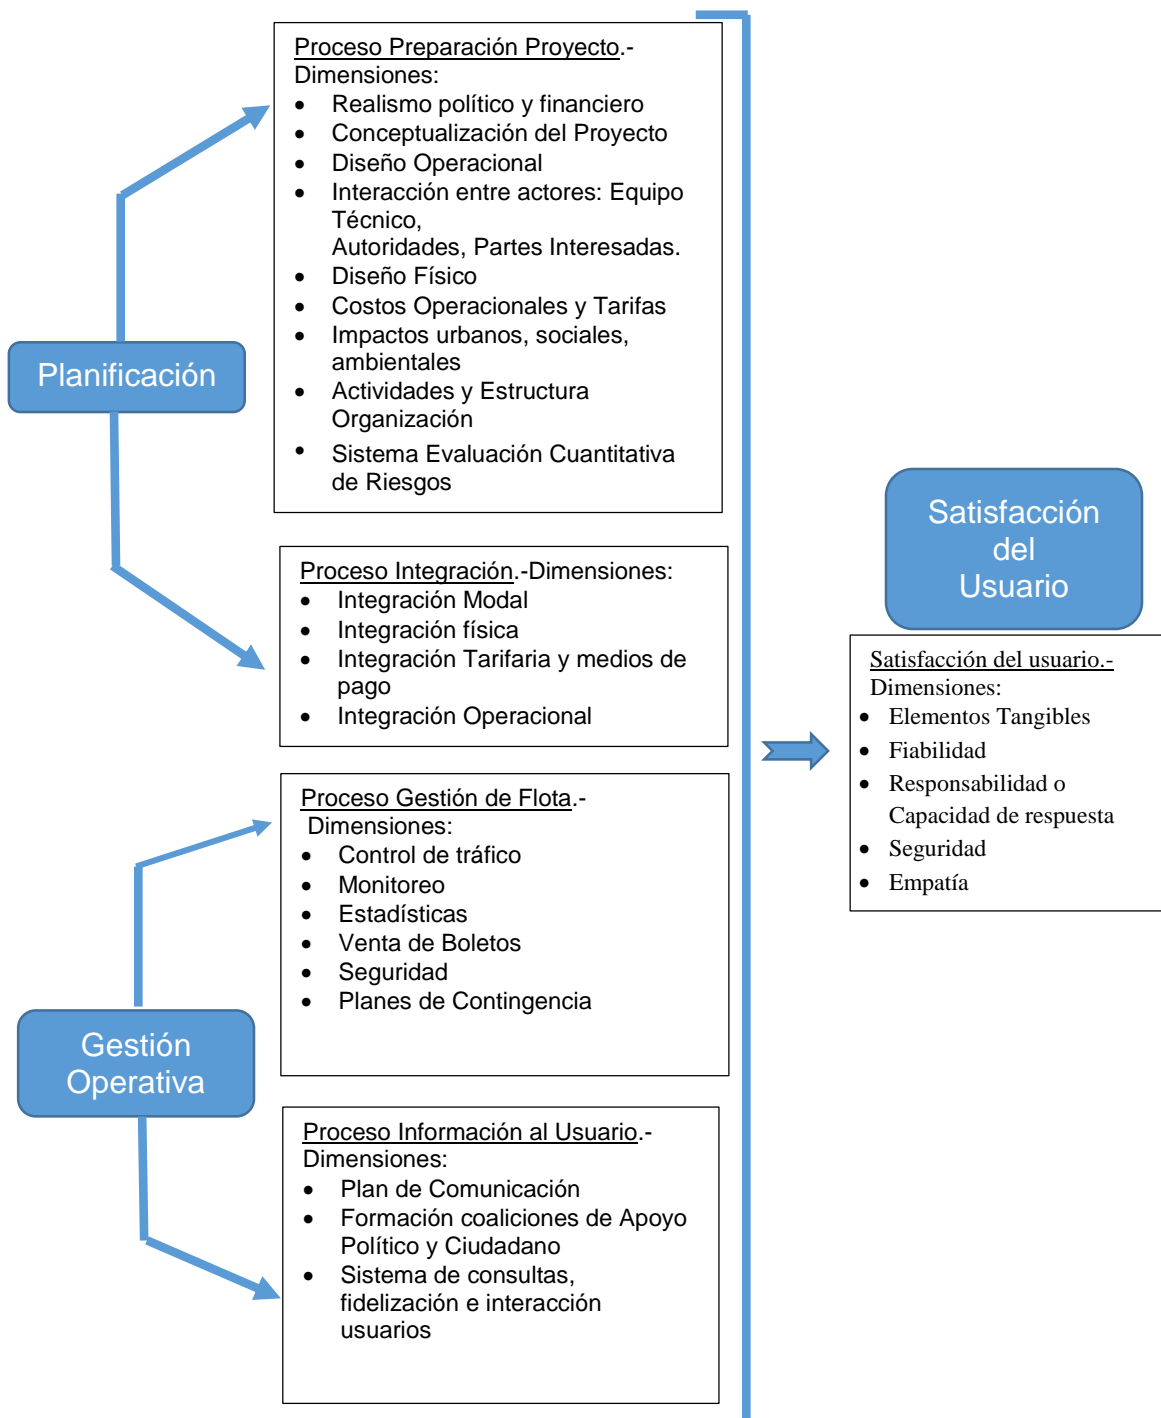 Proceso Preparación Proyecto.-
Dimensiones:
• Realismo político y financiero
• Conceptualización del Proyecto
• Diseño Operacional
• Interacción entre actores: Equipo
Técnico,
Autoridades, Partes Interesadas.
• Diseño Físico
• Costos Operacionales y Tarifas
• Impactos urbanos, sociales,
ambientales
• Actividades y Estructura
Organización
• Sistema Evaluación Cuantitativa
de Riesgos
Planificación
Proceso Integración.-Dimensiones:
• Integración Modal
• Integración física
• Integración Tarifaria y medios de
pago
• Integración Operacional
Proceso Gestión de Flota.-
Dimensiones:
• Control de tráfico
• Monitoreo
• Estadísticas
• Venta de Boletos
• Seguridad
• Planes de Contingencia
Gestión
Operativa
Proceso Información al Usuario.-
Dimensiones:
• Plan de Comunicación
• Formación coaliciones de Apoyo
Político y Ciudadano
• Sistema de consultas,
fidelización e interacción
usuarios
Satisfacción
del
Usuario
Satisfacción del usuario.-
Dimensiones:
• Elementos Tangibles
• Fiabilidad
• Responsabilidad o
Capacidad de respuesta
• Seguridad
• Empatía